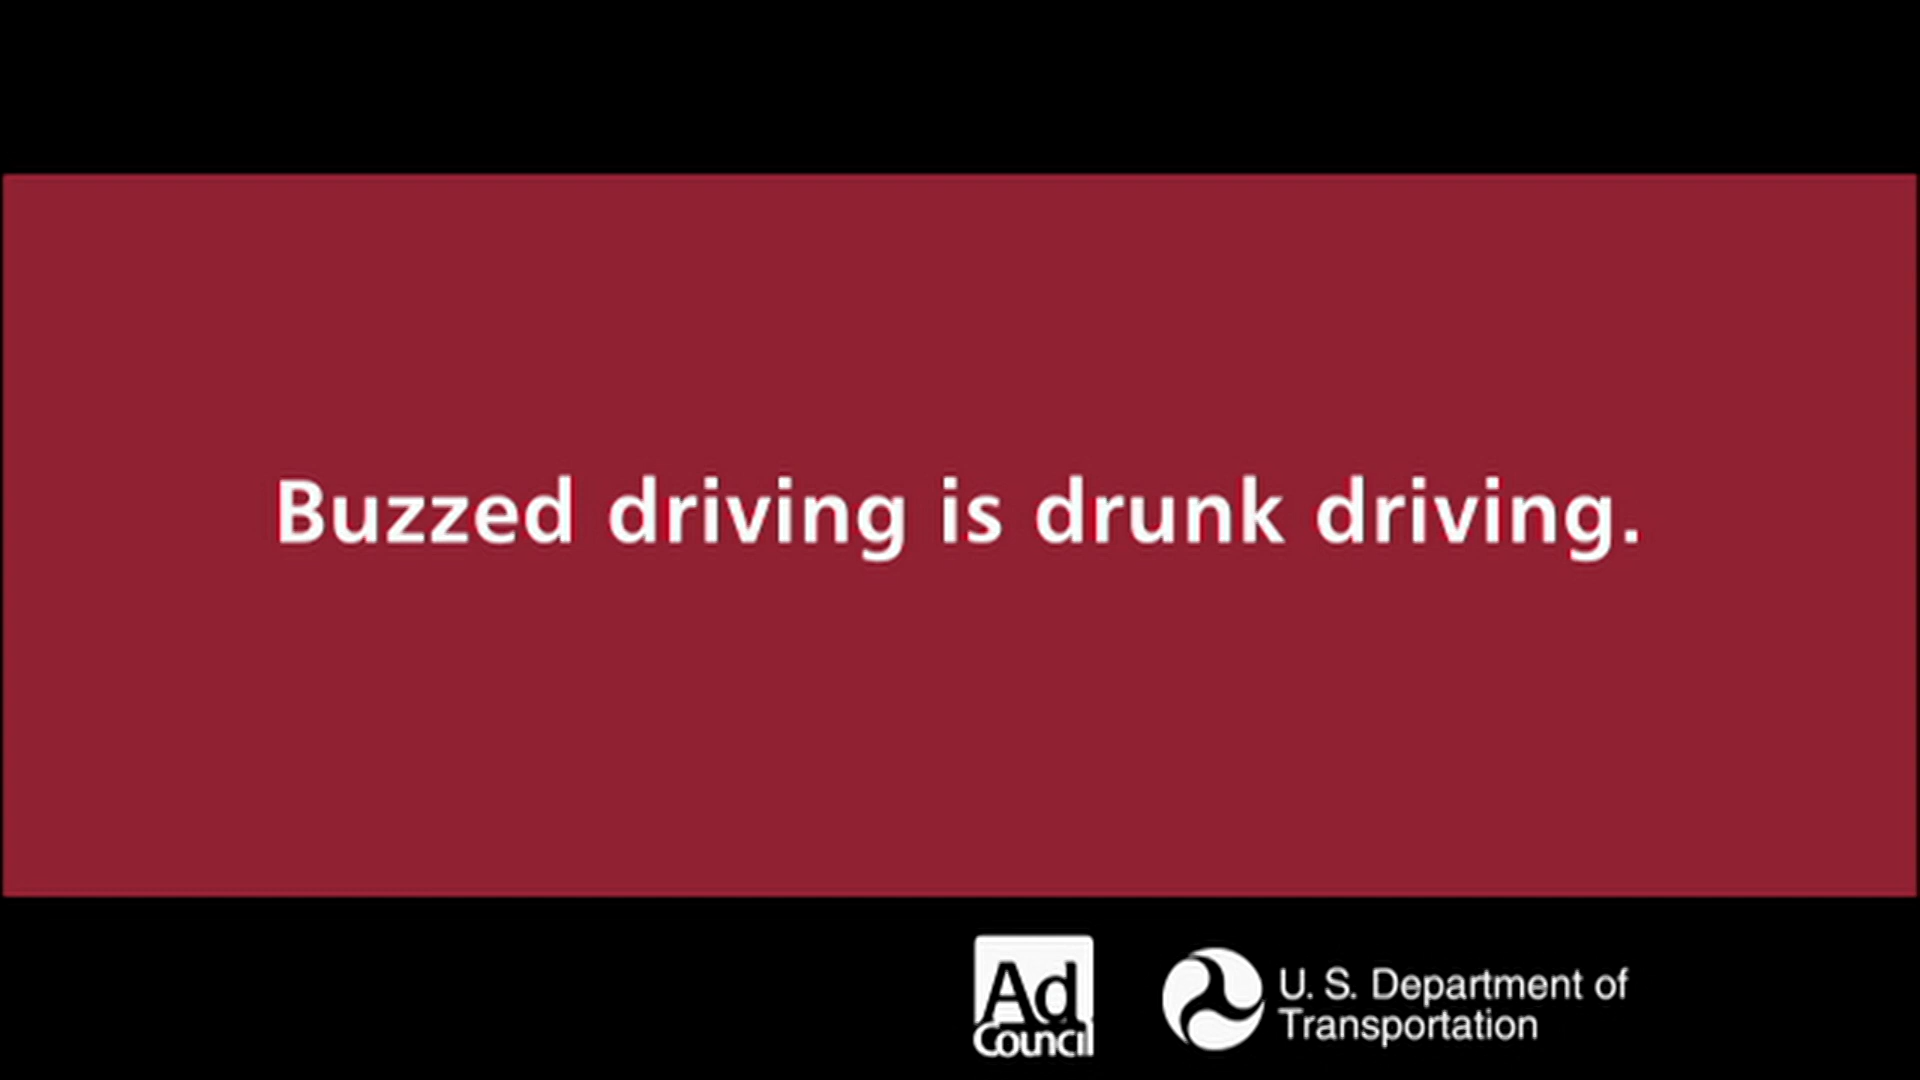 Buzzed driving is drunk driving.
Ad
Council
U. S. Department of
Transportation